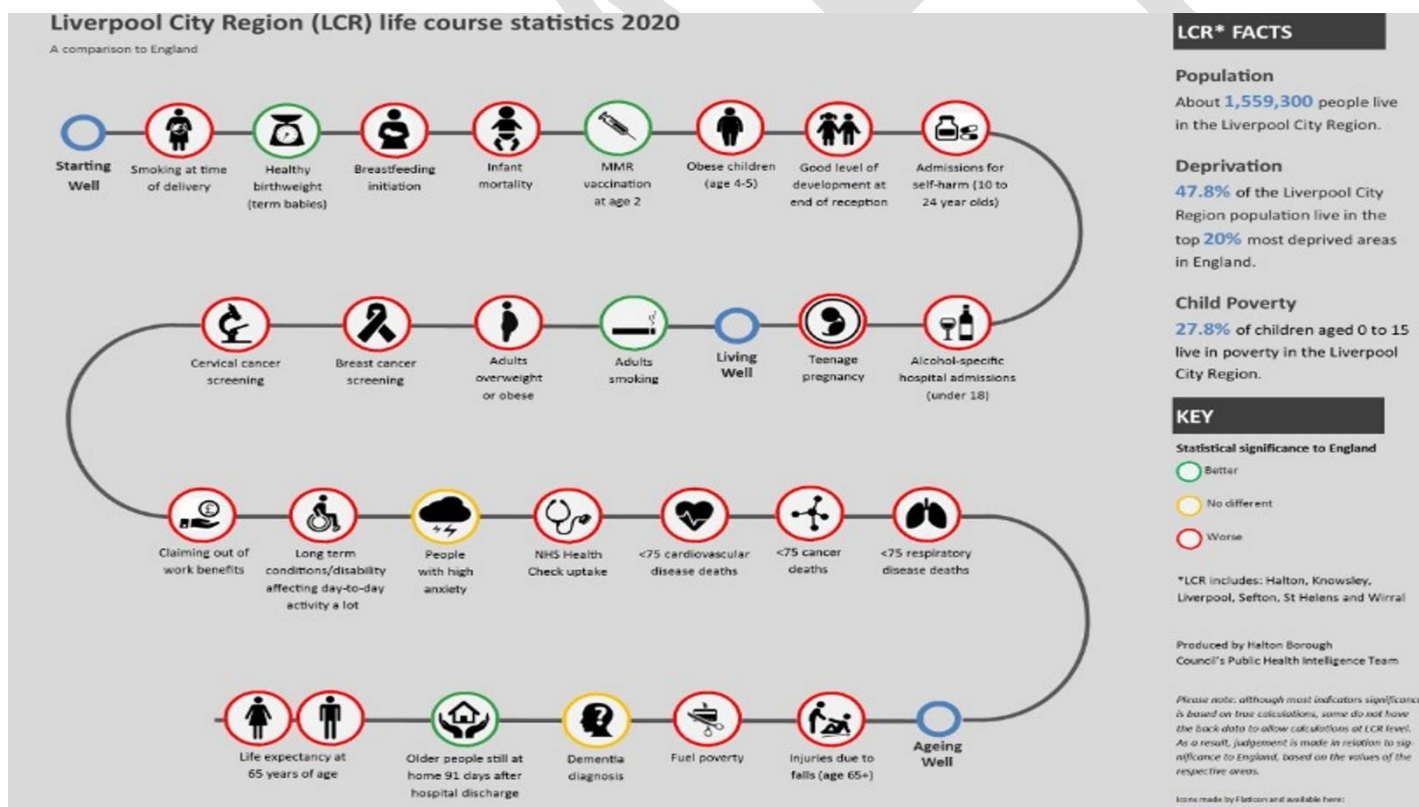 Liverpool City Region (LCR) life course statistics 2020
A comparison to England
Starting
Well
Smoking at time
of delivery
Healthy
birthweight
(term babies)
Breastfeeding
initiation
Infant
mortality
MMR
vaccination
at age 2
Obese children
(age 4-5)
Good level of
development at
end of reception
Admissions for
self-harm (10 to
24 year olds)
Cervical cancer
screening
Breast cancer
screening
Adults
overweight
or obese
Adults
smoking
Living
Well
Teenage
pregnancy
Alcohol-specific
hospital admissions
(under 18)
£
Claiming out of
work benefits
Long term
conditions/disability
affecting day-to-day
activity a lot
People
with high
anxiety
NHS Health
Check uptake
<75 cardiovascular
disease deaths
<75 cancer
deaths
<75 respiratory
disease deaths
Life expectancy at
65 years of age
Older people still at
home 91 days after
hospital discharge
?
Dementia
diagnosis
Fuel poverty
Injuries due to
falls (age 65+)
Ageing
Well
LCR* FACTS
Population
About 1,559,300 people live
in the Liverpool City Region.
Deprivation
47.8% of the Liverpool City
Region population live in the
top 20% most deprived areas
in England.
Child Poverty
27.8% of children aged 0 to 15
live in poverty in the Liverpool
City Region.
KEY
Statistical significance to England
Better
No different
Worse
*LCR includes: Halton, Knowsley,
Liverpool, Sefton, St Helens and Wirral
Produced by Halton Borough
Council's Public Health Intelligence Team
Please note: although most indicators significance
is based on true calculations, some do not have
the back-data to allow calculations at LCR level.
As a result, judgement is made in relation to sig-
nificance to England, based on the values of the
respective areas.
Icons made by Flaticon and available here: